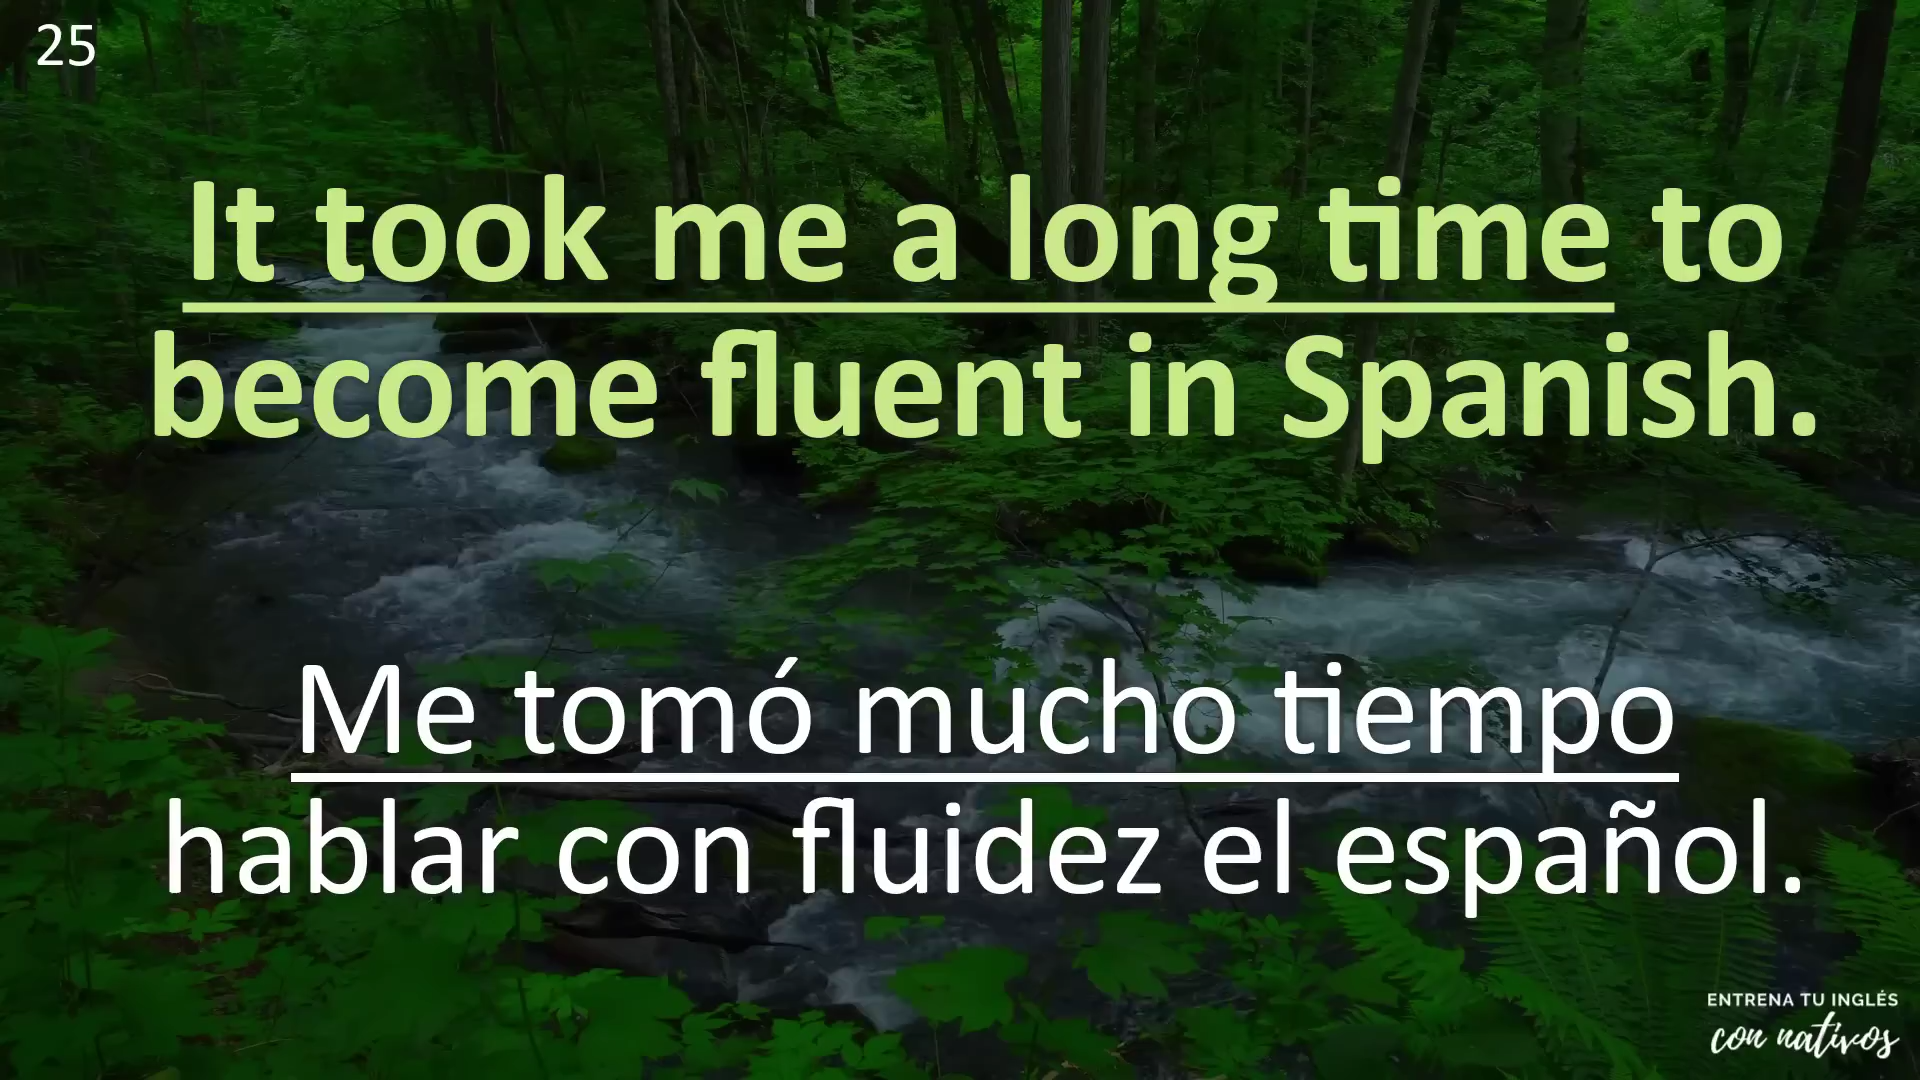 25
It took me a long time to
become fluent in Spanish.
Me tomó mucho tiempo
hablar con fluidez el español.
ENTRENA TU INGLÉS
con nativos